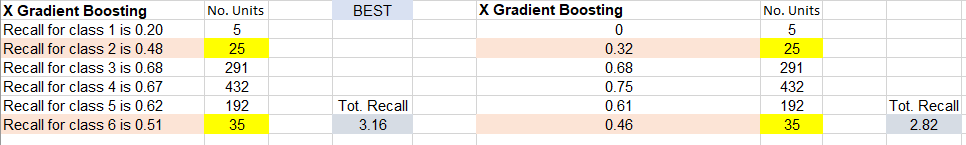 X Gradient Boosting No. Units BEST X Gradient Boosting No. Units
Recall for class 1 is 0.20 5 0 5
Recall for class 2 is 0.48 25 0.32 25
Recall for class 3 is 0.68 291 0.68 291
Recall for class 4 is 0.67 432 0.75 432
Recall for class 5 is 0.62 192 Tot. Recall 0.61 192 Tot. Recall
Recall for class 6 is 0.51 35 3.16 0.46 35 2.82